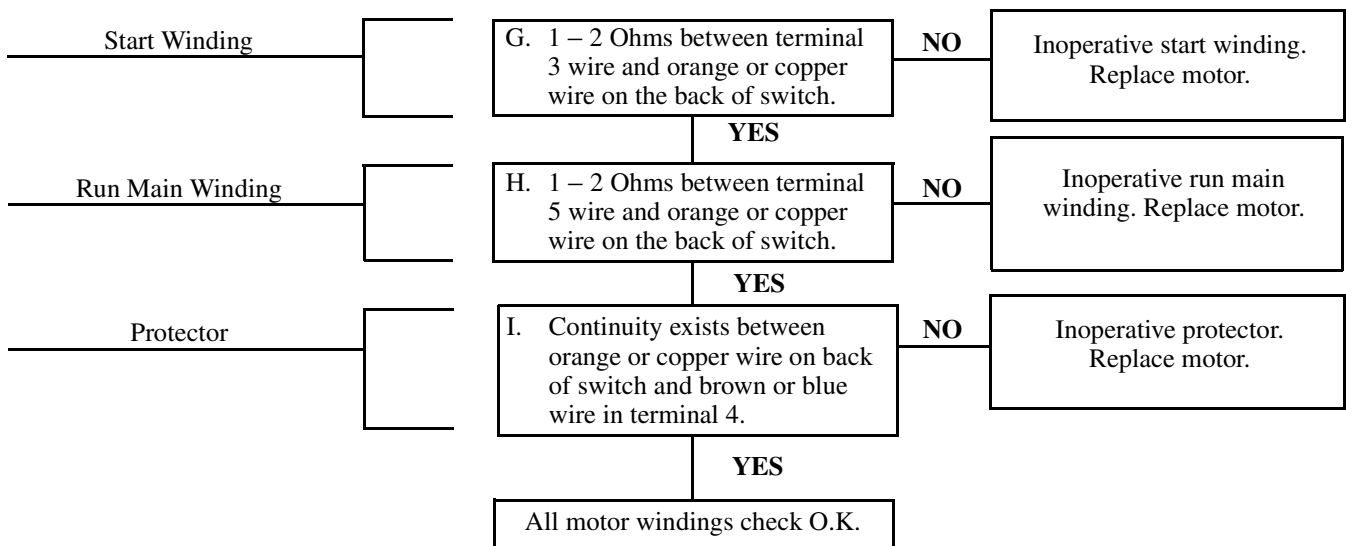 Start Winding
G. 1 – 2 Ohms between terminal
3 wire and orange or copper
wire on the back of switch.
NO
Inoperative start winding.
Replace motor.
YES
Run Main Winding
H. 1 – 2 Ohms between terminal
5 wire and orange or copper
wire on the back of switch.
NO
Inoperative run main
winding. Replace motor.
YES
Protector
I. Continuity exists between
orange or copper wire on back
of switch and brown or blue
wire in terminal 4.
NO
Inoperative protector.
Replace motor.
YES
All motor windings check O.K.